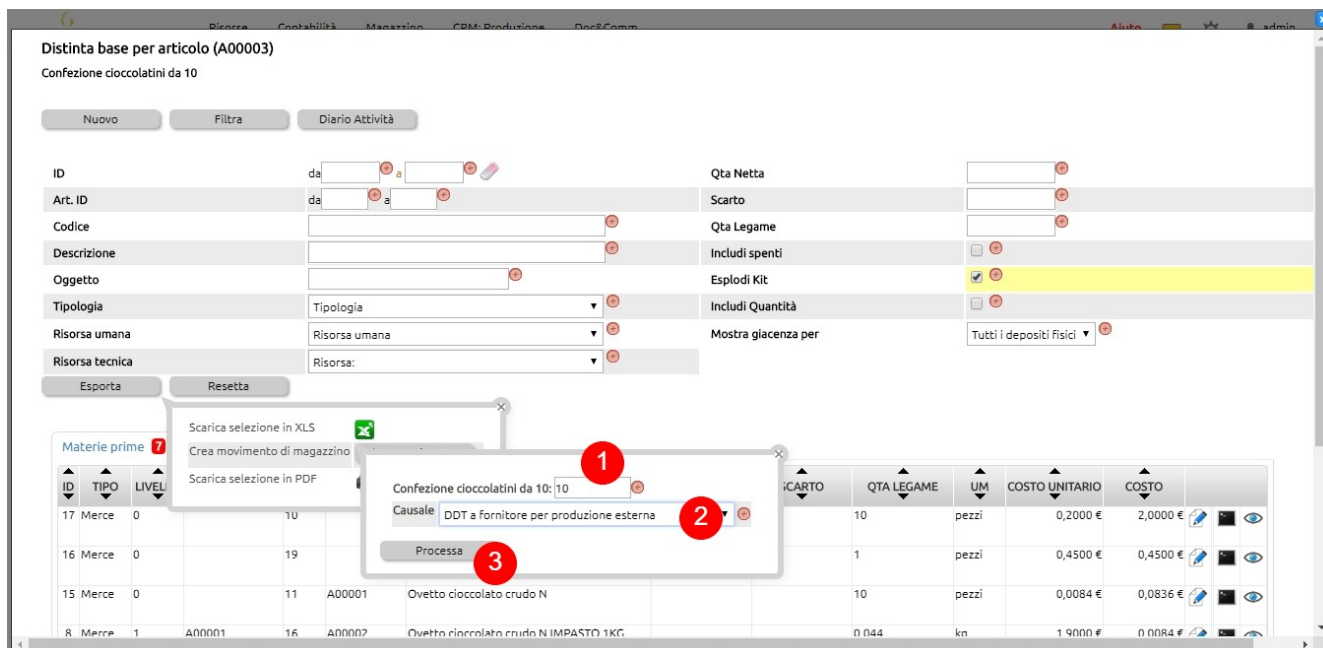 Risorse Contabilità Magazzino CRM: Produzione Doc&Comm Aiuto admin
Distinta base per articolo (A00003)
Confezione cioccolatini da 10
Nuovo Filtra Diario Attività
ID da a Qta Netta
Art. ID da a Scarto
Codice Qta Legame
Descrizione Includi spenti
Oggetto Esplodi Kit
Tipologia Tipologia Includi Quantità
Risorsa umana Risorsa umana Mostra giacenza per Tutti i depositi fisici
Risorsa tecnica Risorsa:
Esporta Resetta
Scarica selezione in XLS
Materie prime 7
Crea movimento di magazzino
Scarica selezione in PDF
1
Confezione cioccolatini da 10: 10
Causale DDT a fornitore per produzione esterna 2
Processa 3
ID TIPO LIVEL SCARTO QTA LEGAME UM COSTO UNITARIO COSTO
17 Merce 0 10 10 pezzi 0,2000 € 2,0000 €
16 Merce 0 19 1 pezzi 0,4500 € 0,4500 €
15 Merce 0 11 A00001 Ovetto cioccolato crudo N 10 pezzi 0,0084 € 0,0836 €
8 Merce 1 A00001 16 A00002 Ovetto cioccolato crudo N IMPASTO 1KG 0,044 kg 1,9000 € 0,0084 €